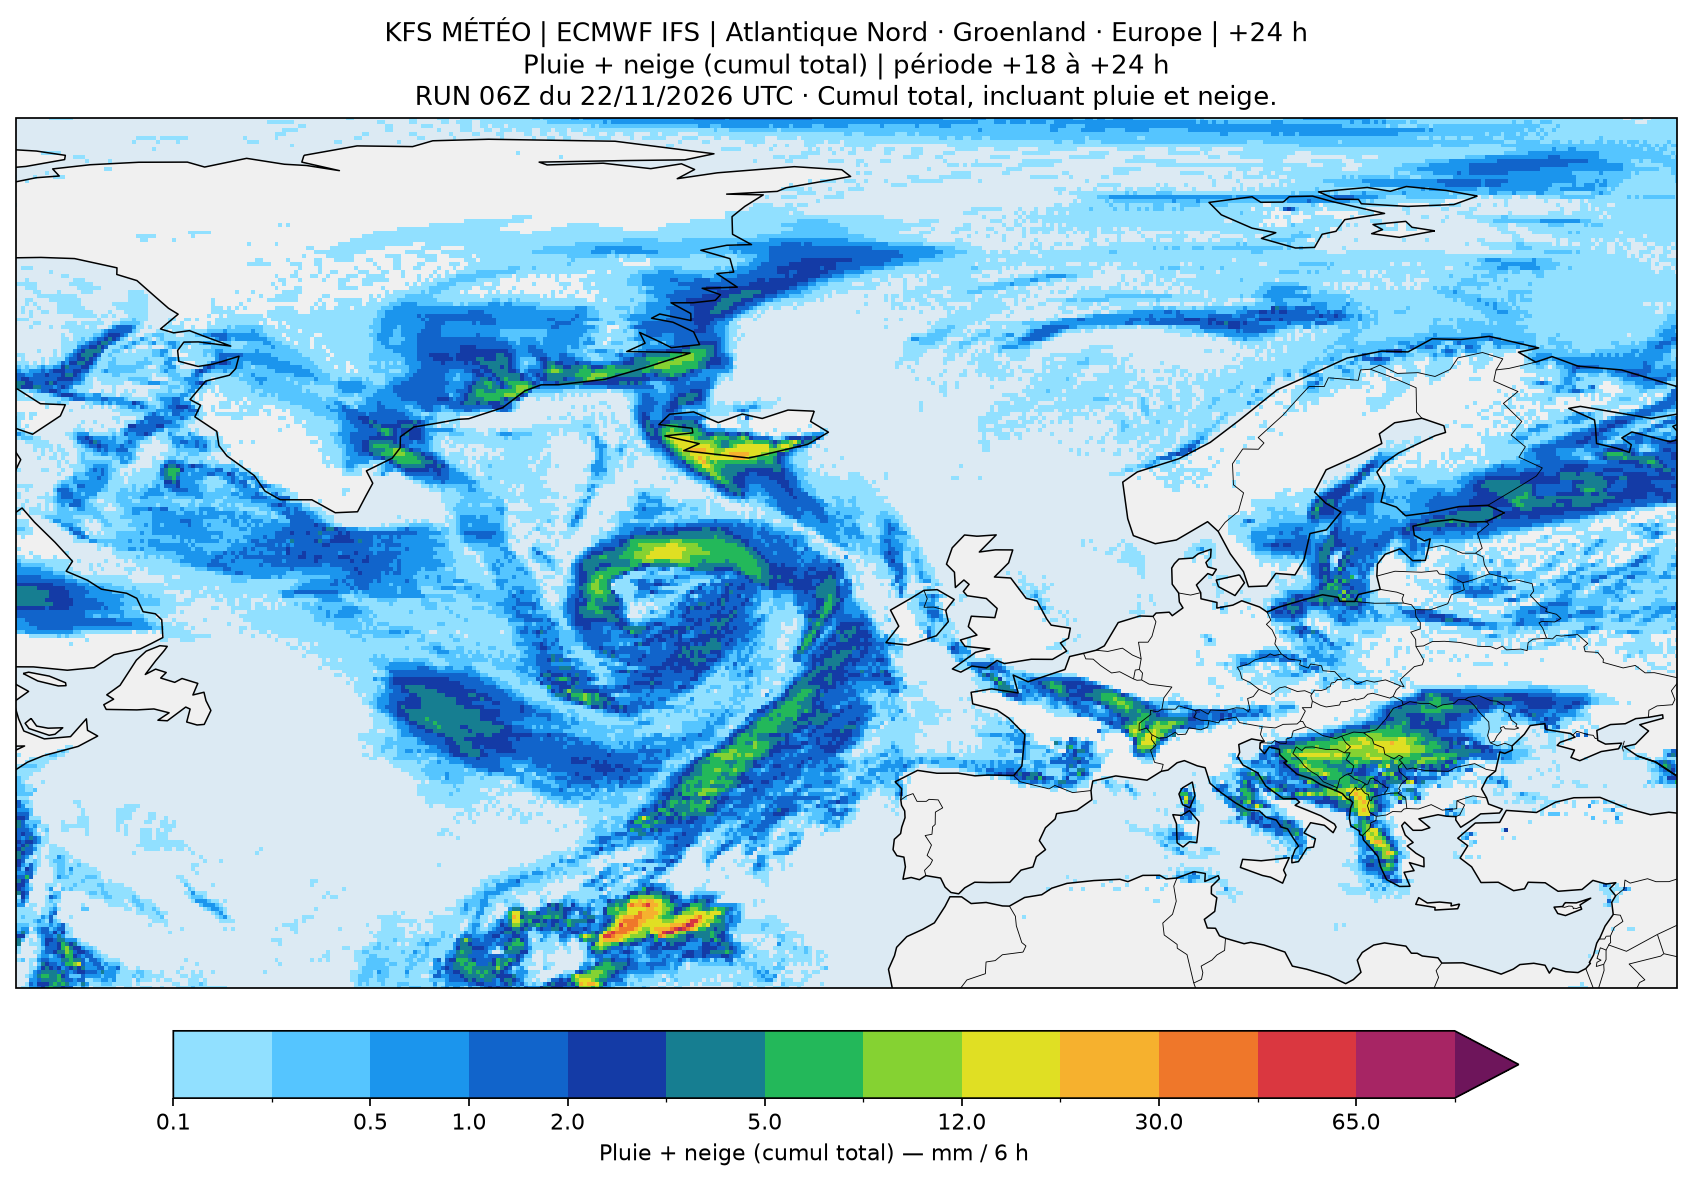 KFS MÉTÉO | ECMWF IFS | Atlantique Nord · Groenland · Europe | +24 h
Pluie + neige (cumul total) | période +18 à +24 h
RUN 06Z du 22/11/2026 UTC · Cumul total, incluant pluie et neige.
0.1 0.5 1.0 2.0 5.0 12.0 30.0 65.0
Pluie + neige (cumul total) — mm / 6 h